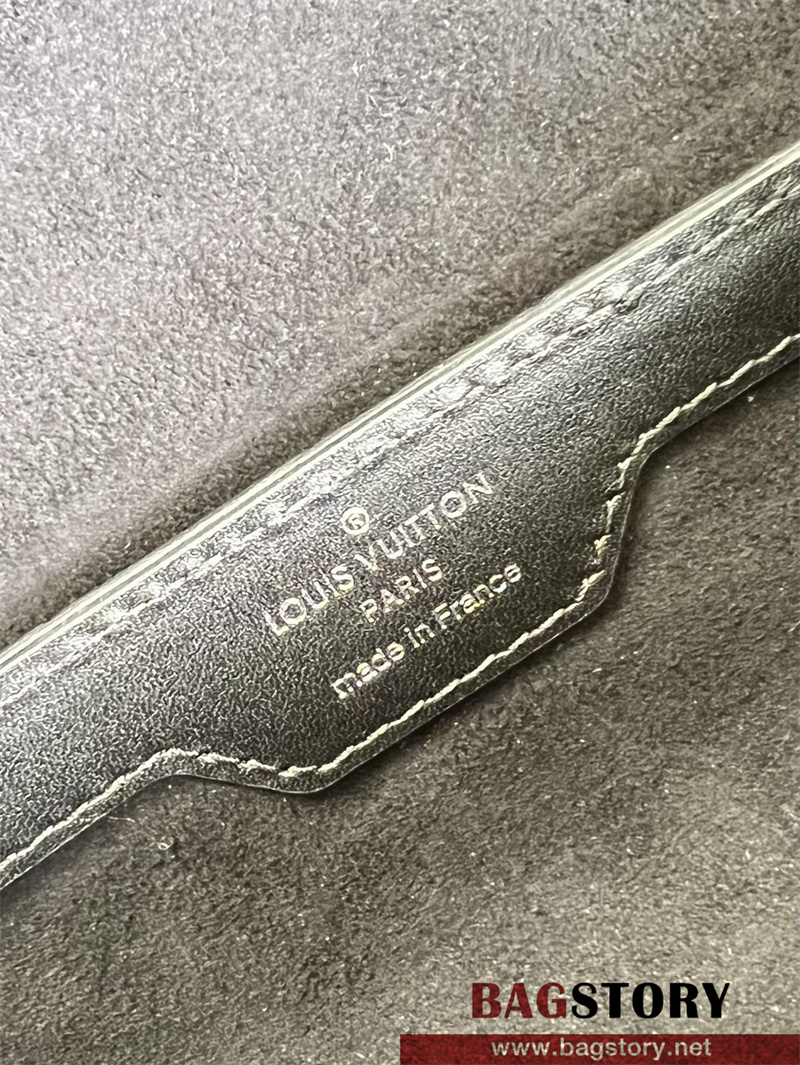 ®
LOUIS VUITTON
PARIS
made in France
BAGSTORY
www.bagstory.net